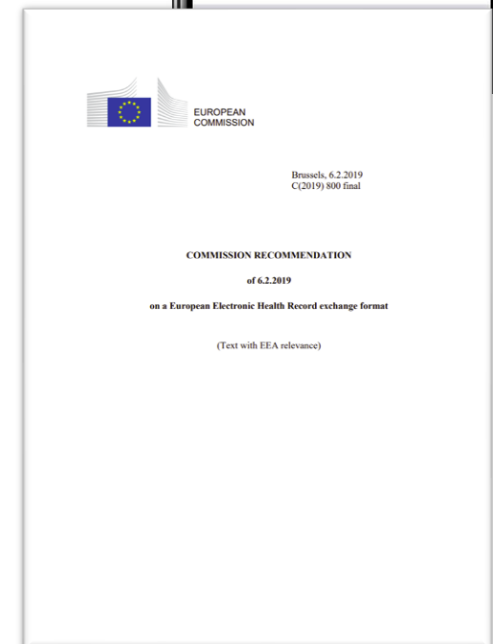 EUROPEAN
COMMISSION
Brussels, 6.2.2019
C(2019) 800 final
COMMISSION RECOMMENDATION
of 6.2.2019
on a European Electronic Health Record exchange format
(Text with EEA relevance)